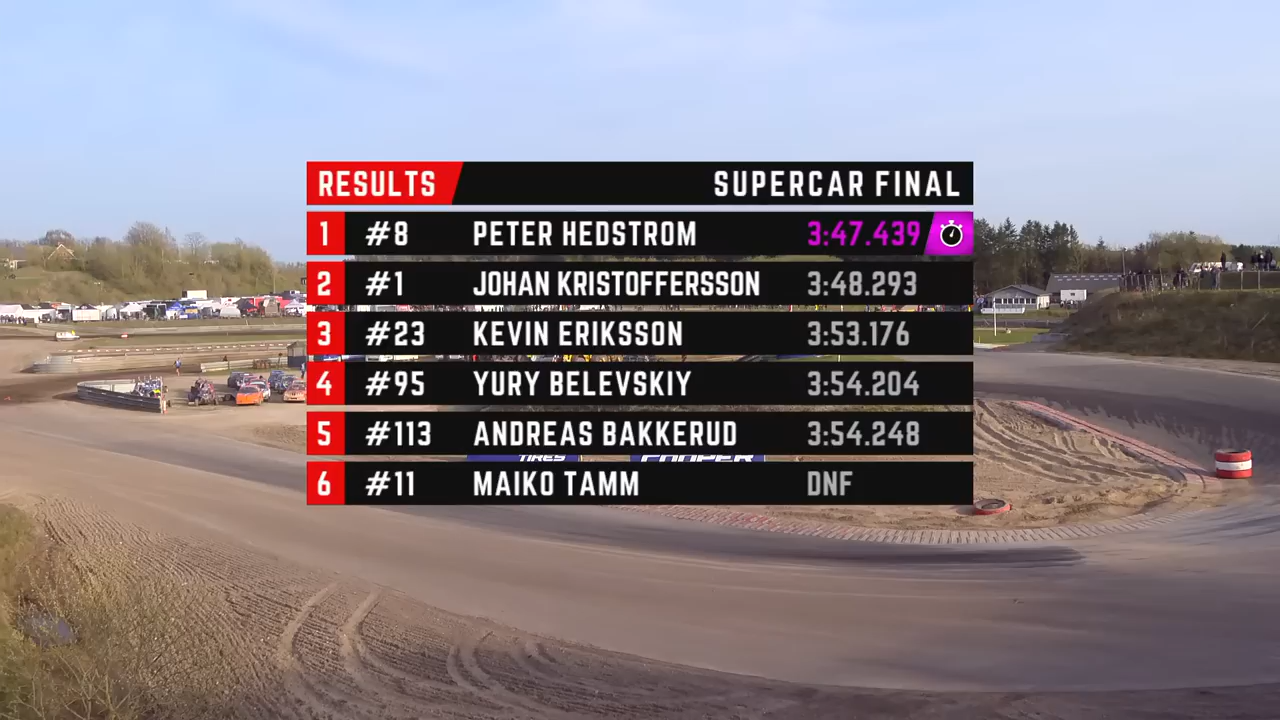 RESULTS SUPERCAR FINAL
1 #8 PETER HEDSTROM 3:47.439
2 #1 JOHAN KRISTOFFERSSON 3:48.293
3 #23 KEVIN ERIKSSON 3:53.176
4 #95 YURY BELEVSKIY 3:54.204
5 #113 ANDREAS BAKKERUD 3:54.248
TIRES COOPER
6 #11 MAIKO TAMM DNF